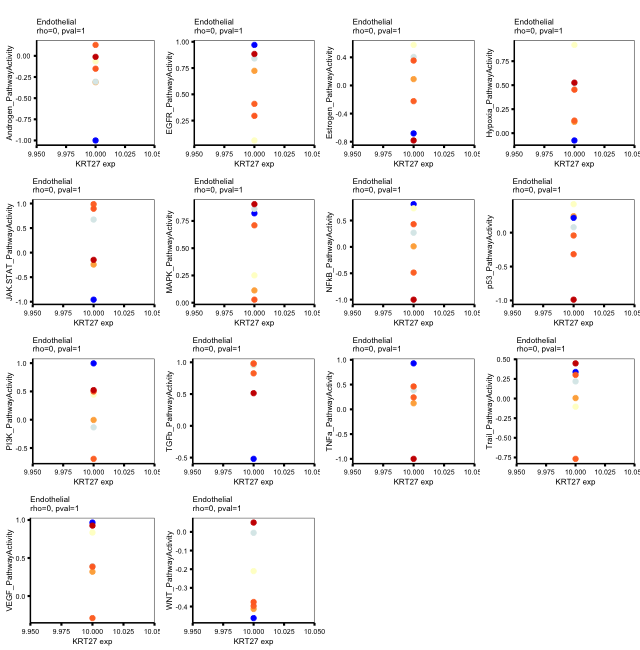 Endothelial
rho=0, pval=1
Androgen_PathwayActivity
0.00
-0.25
-0.50
-1.00
9.950 9.975 10.000 10.025 10.05
KRT27 exp
Endothelial
rho=0, pval=1
EGFR_PathwayActivity
1.00
0.75
0.50
0.25
9.950 9.975 10.000 10.025 10.05
KRT27 exp
Endothelial
rho=0, pval=1
Estrogen_PathwayActivity
0.4
0.0
-0.4
-0.8
9.950 9.975 10.000 10.025 10.05
KRT27 exp
Endothelial
rho=0, pval=1
Hypoxia_PathwayActivity
0.75
0.50
0.25
0.00
9.950 9.975 10.000 10.025 10.05
KRT27 exp
Endothelial
rho=0, pval=1
JAK.STAT_PathwayActivity
1.0
0.5
0.0
-0.5
-1.0
9.950 9.975 10.000 10.025 10.05
KRT27 exp
Endothelial
rho=0, pval=1
MAPK_PathwayActivity
0.75
0.50
0.25
0.00
9.950 9.975 10.000 10.025 10.05
KRT27 exp
Endothelial
rho=0, pval=1
NFkB_PathwayActivity
0.5
0.0
-0.5
-1.0
9.950 9.975 10.000 10.025 10.05
KRT27 exp
Endothelial
rho=0, pval=1
p53_PathwayActivity
0.0
-0.5
-1.0
9.950 9.975 10.000 10.025 10.05
KRT27 exp
Endothelial
rho=0, pval=1
PI3K_PathwayActivity
1.0
0.5
0.0
-0.5
9.950 9.975 10.000 10.025 10.05
KRT27 exp
Endothelial
rho=0, pval=1
TGFb_PathwayActivity
1.0
0.5
0.0
-0.5
9.950 9.975 10.000 10.025 10.05
KRT27 exp
Endothelial
rho=0, pval=1
TNFa_PathwayActivity
1.0
0.5
0.0
-0.5
-1.0
9.950 9.975 10.000 10.025 10.05
KRT27 exp
Endothelial
rho=0, pval=1
Trail_PathwayActivity
0.50
0.25
0.00
-0.25
-0.50
-0.75
9.950 9.975 10.000 10.025 10.05
KRT27 exp
Endothelial
rho=0, pval=1
VEGF_PathwayActivity
1.0
0.5
0.0
9.950 9.975 10.000 10.025 10.05
KRT27 exp
Endothelial
rho=0, pval=1
WNT_PathwayActivity
0.0
-0.1
-0.2
-0.3
-0.4
9.950 9.975 10.000 10.025 10.050
KRT27 exp